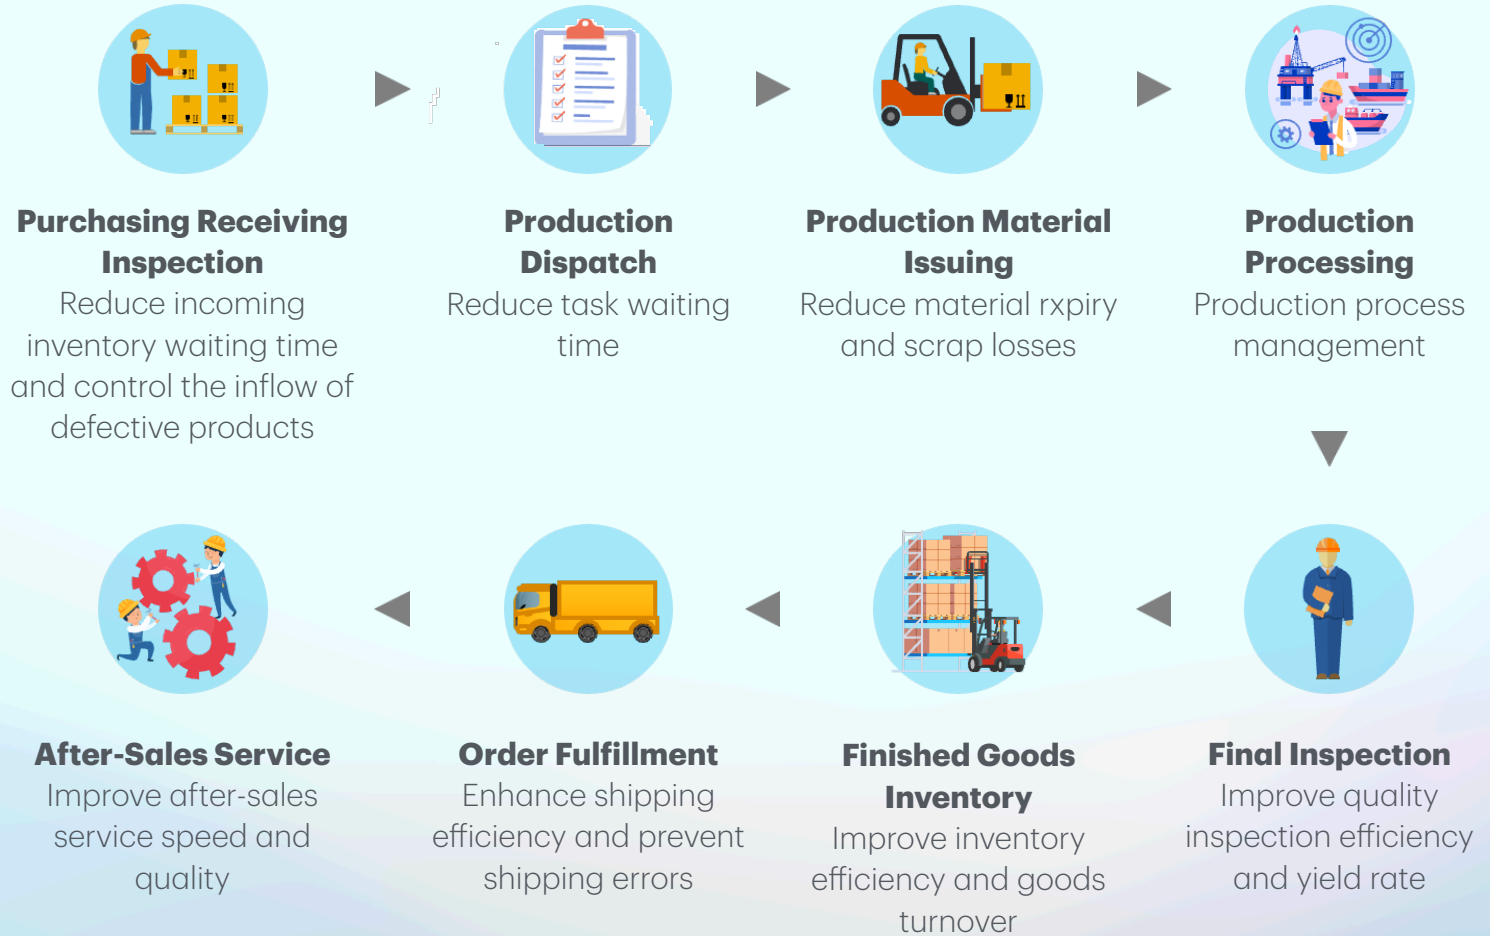 Purchasing Receiving
Inspection
Reduce incoming
inventory waiting time
and control the inflow of
defective products
Production
Dispatch
Reduce task waiting
time
Production Material
Issuing
Reduce material rxpiry
and scrap losses
Production
Processing
Production process
management
After-Sales Service
Improve after-sales
service speed and
quality
Order Fulfillment
Enhance shipping
efficiency and prevent
shipping errors
Finished Goods
Inventory
Improve inventory
efficiency and goods
turnover
Final Inspection
Improve quality
inspection efficiency
and yield rate